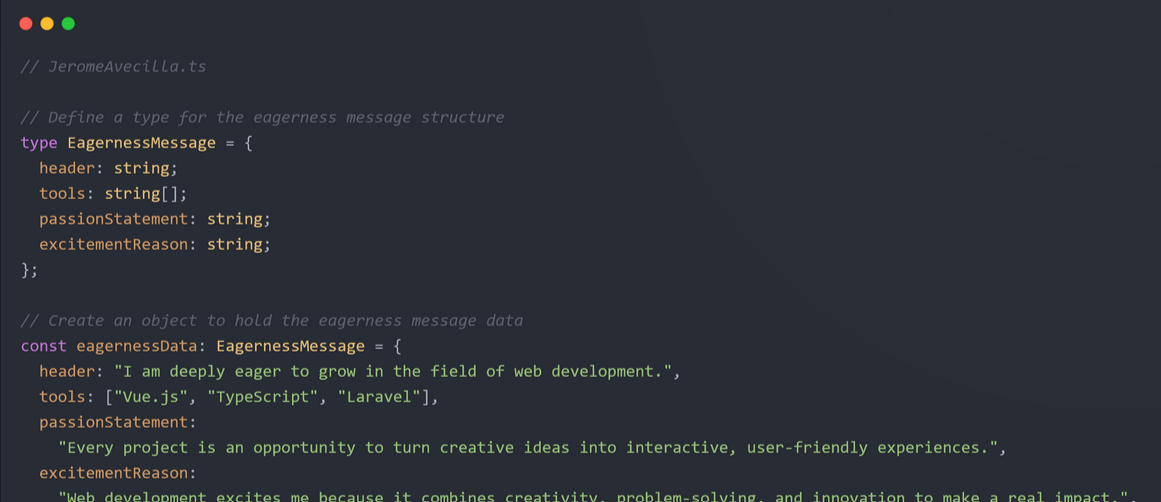 // JeromeAvecilla.ts
// Define a type for the eagerness message structure
type EagernessMessage = {
header: string;
tools: string[];
passionStatement: string;
excitementReason: string;
};
// Create an object to hold the eagerness message data
const eagernessData: EagernessMessage = {
header: "I am deeply eager to grow in the field of web development.",
tools: ["Vue.js", "TypeScript", "Laravel"],
passionStatement:
"Every project is an opportunity to turn creative ideas into interactive, user-friendly experiences.",
excitementReason:
"Web development excites me because it combines creativity, problem-solving, and innovation to make a real impact.",